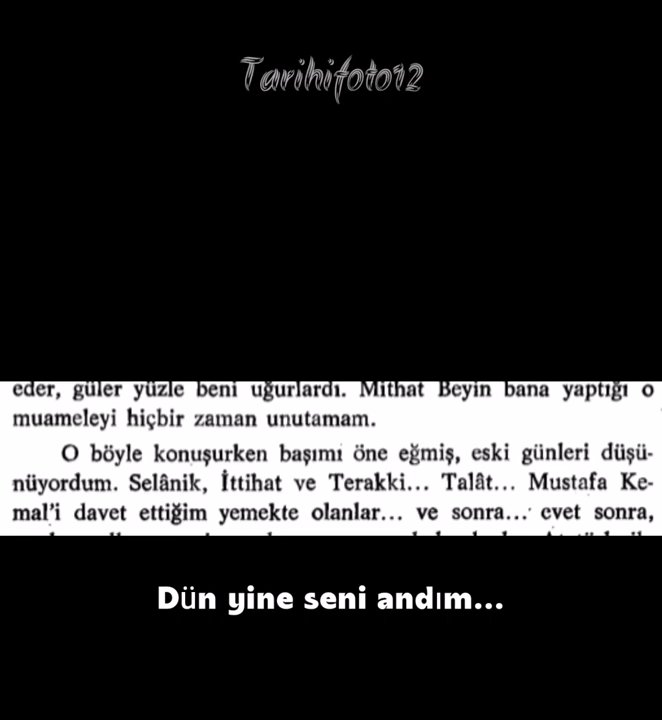 Tarihifoto12
eder, güler yüzle beni uğurlardı. Mithat Beyin bana yaptığı o
muameleyi hiçbir zaman unutamam.
O böyle konuşurken başımı öne eğmiş, eski günleri düşü-
nüyordum. Selânik, İttihat ve Terakki... Talât... Mustafa Ke-
mal'i davet ettiğim yemekte olanlar... ve sonra... evet sonra,
Dün yine seni andım...